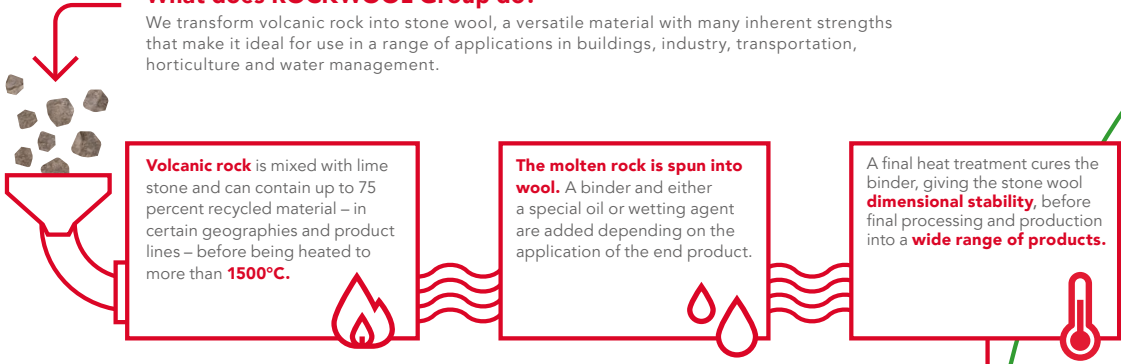 What does ROCKWOOL Group do?
We transform volcanic rock into stone wool, a versatile material with many inherent strengths
that make it ideal for use in a range of applications in buildings, industry, transportation,
horticulture and water management.
Volcanic rock is mixed with lime
stone and can contain up to 75
percent recycled material – in
certain geographies and product
lines – before being heated to
more than 1500°C.
The molten rock is spun into
wool. A binder and either
a special oil or wetting agent
are added depending on the
application of the end product.
A final heat treatment cures the
binder, giving the stone wool
dimensional stability, before
final processing and production
into a wide range of products.